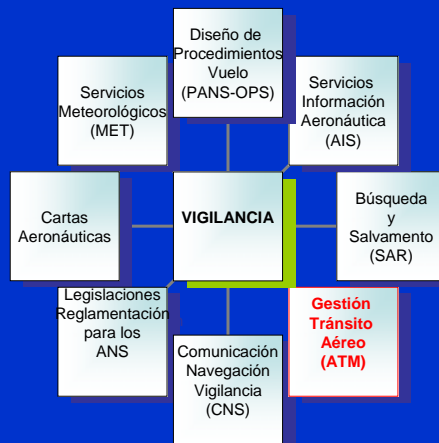 Diseño de
Procedimientos
Vuelo
(PANS-OPS)
Servicios
Meteorológicos
(MET)
Servicios
Información
Aeronáutica
(AIS)
Cartas
Aeronáuticas
VIGILANCIA
Búsqueda
y
Salvamento
(SAR)
Legislaciones
Reglamentación
para los
ANS
Comunicación
Navegación
Vigilancia
(CNS)
Gestión
Tránsito
Aéreo
(ATM)